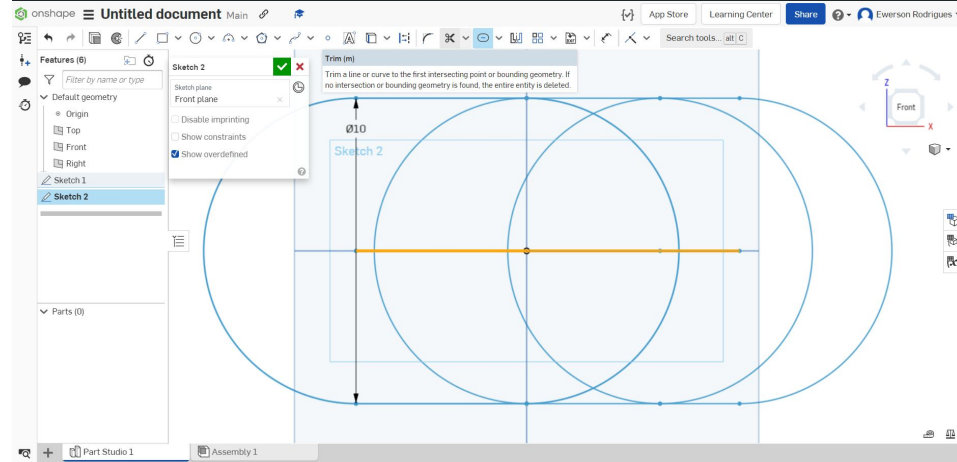 onshape Untitled document Main App Store Learning Center Share Ewerson Rodrigues
Search tools... alt C
Features (6)
Filter by name or type
Default geometry
Origin
Top
Front
Right
Sketch 1
Sketch 2
Parts (0)
Sketch 2
Sketch plane
Front plane
Disable imprinting
Show constraints
Show overdefined
Trim (m)
Trim a line or curve to the first intersecting point or bounding geometry. If
no intersection or bounding geometry is found, the entire entity is deleted.
Ø10
Sketch 2
Z
Front
X
Part Studio 1
Assembly 1